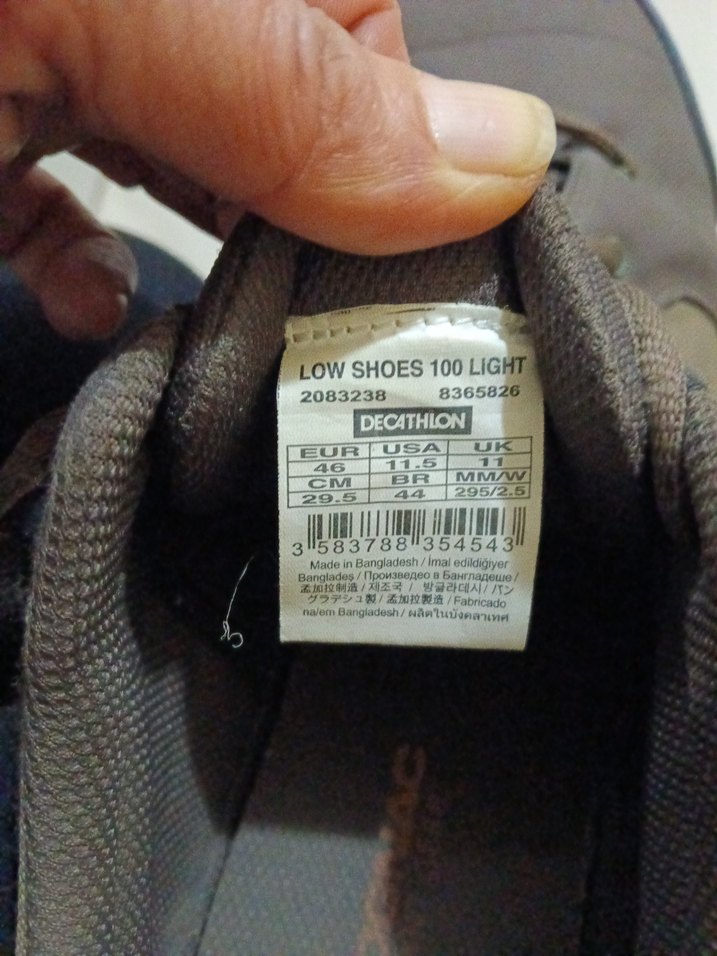 LOW SHOES 100 LIGHT
2083238 8365826
DECATHLON
EUR USA UK
46 11.5 11
CM BR MM/W
29.5 44 295/2.5
3 583788 354543
Made in Bangladesh / İmal edildiğiyer
Bangladeş / Произведео в Бангладеше /
孟加拉制造 / 제조국 / 방글라데시 / バン
グラデシュ製 / 孟加拉製造 / Fabricado
na/em Bangladesh / ผลิตในบังคลาเทศ